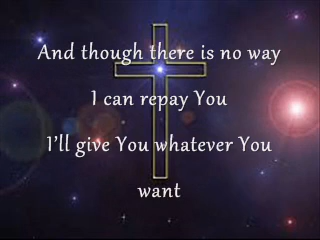 And though there is no way
I can repay You
I'll give You whatever You
want